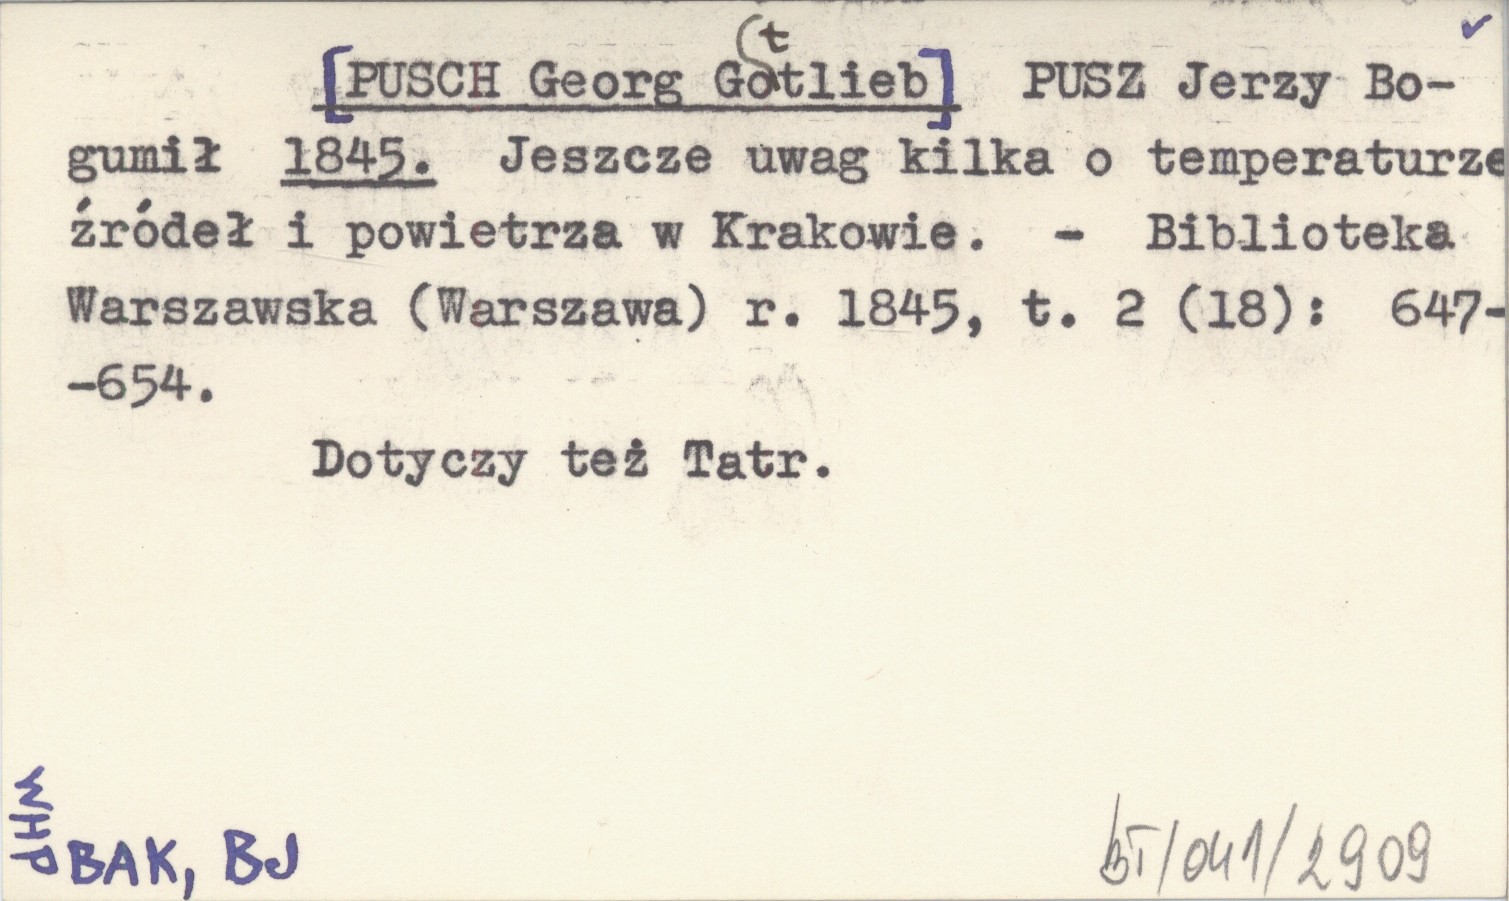 t
[PUSCH Georg Gotlieb] PUSZ Jerzy Bo-
gumił 1845. Jeszcze uwag kilka o temperaturze
źródeł i powietrza w Krakowie. - Biblioteka
Warszawska (Warszawa) r. 1845, t. 2 (18): 647-
-654.
Dotyczy też Tatr.
WHP
BAK, BJ
BT/041/2909